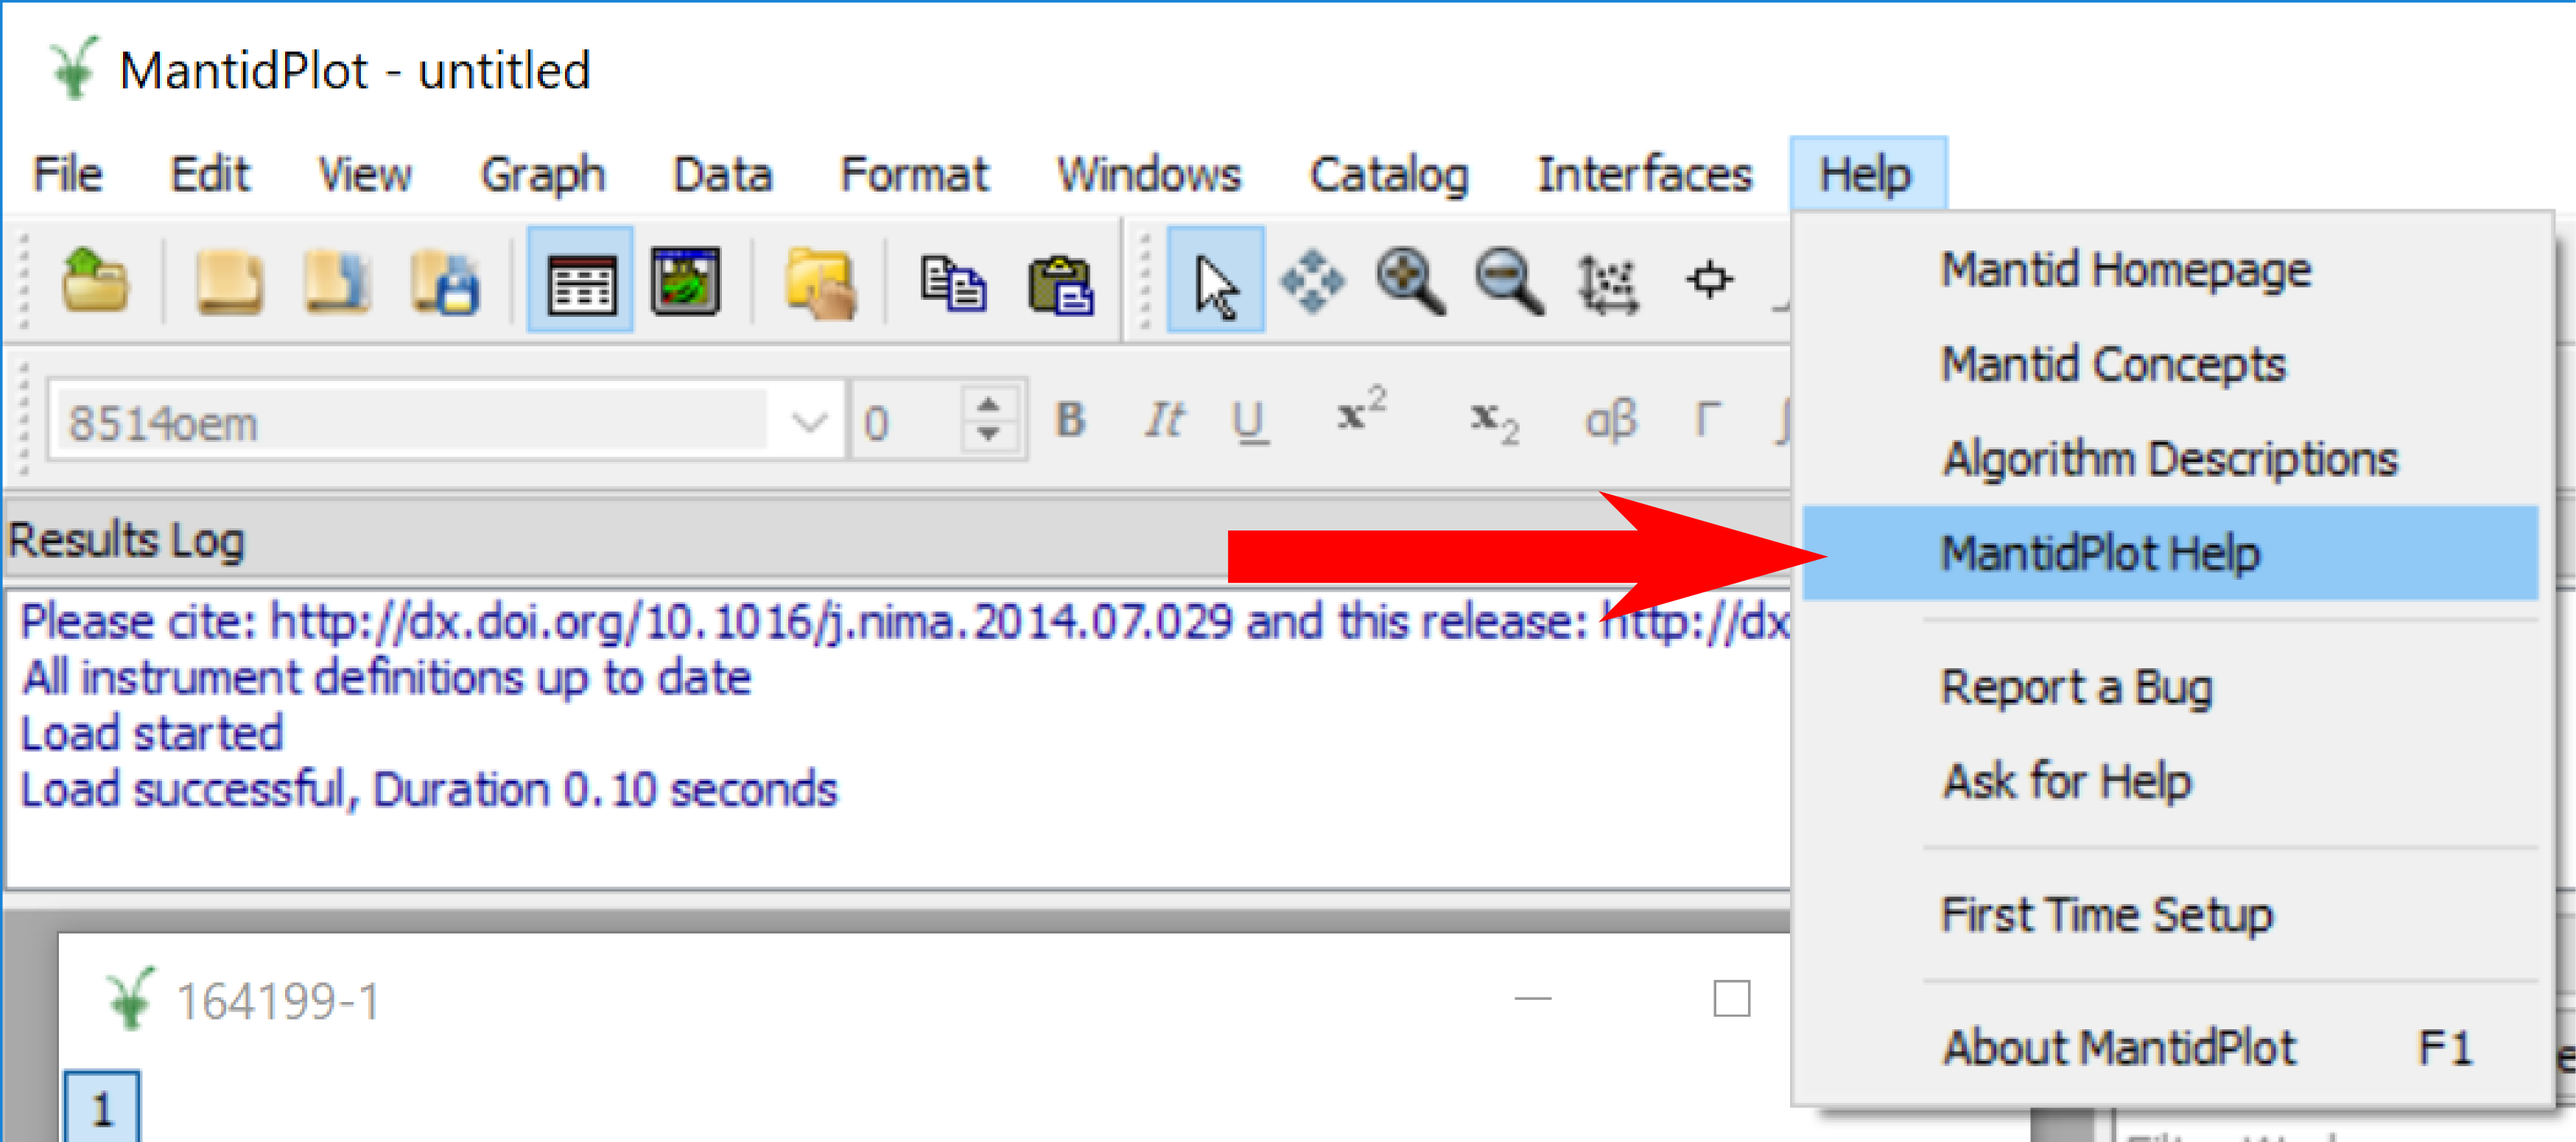 MantidPlot - untitled
File Edit View Graph Data Format Windows Catalog Interfaces Help
8514oem 0 B It U x2 x2 αβ Γ
Results Log
Please cite: http://dx.doi.org/10.1016/j.nima.2014.07.029 and this release: http://dx
All instrument definitions up to date
Load started
Load successful, Duration 0.10 seconds
164199-1
1
Mantid Homepage
Mantid Concepts
Algorithm Descriptions
MantidPlot Help
Report a Bug
Ask for Help
First Time Setup
About MantidPlot F1